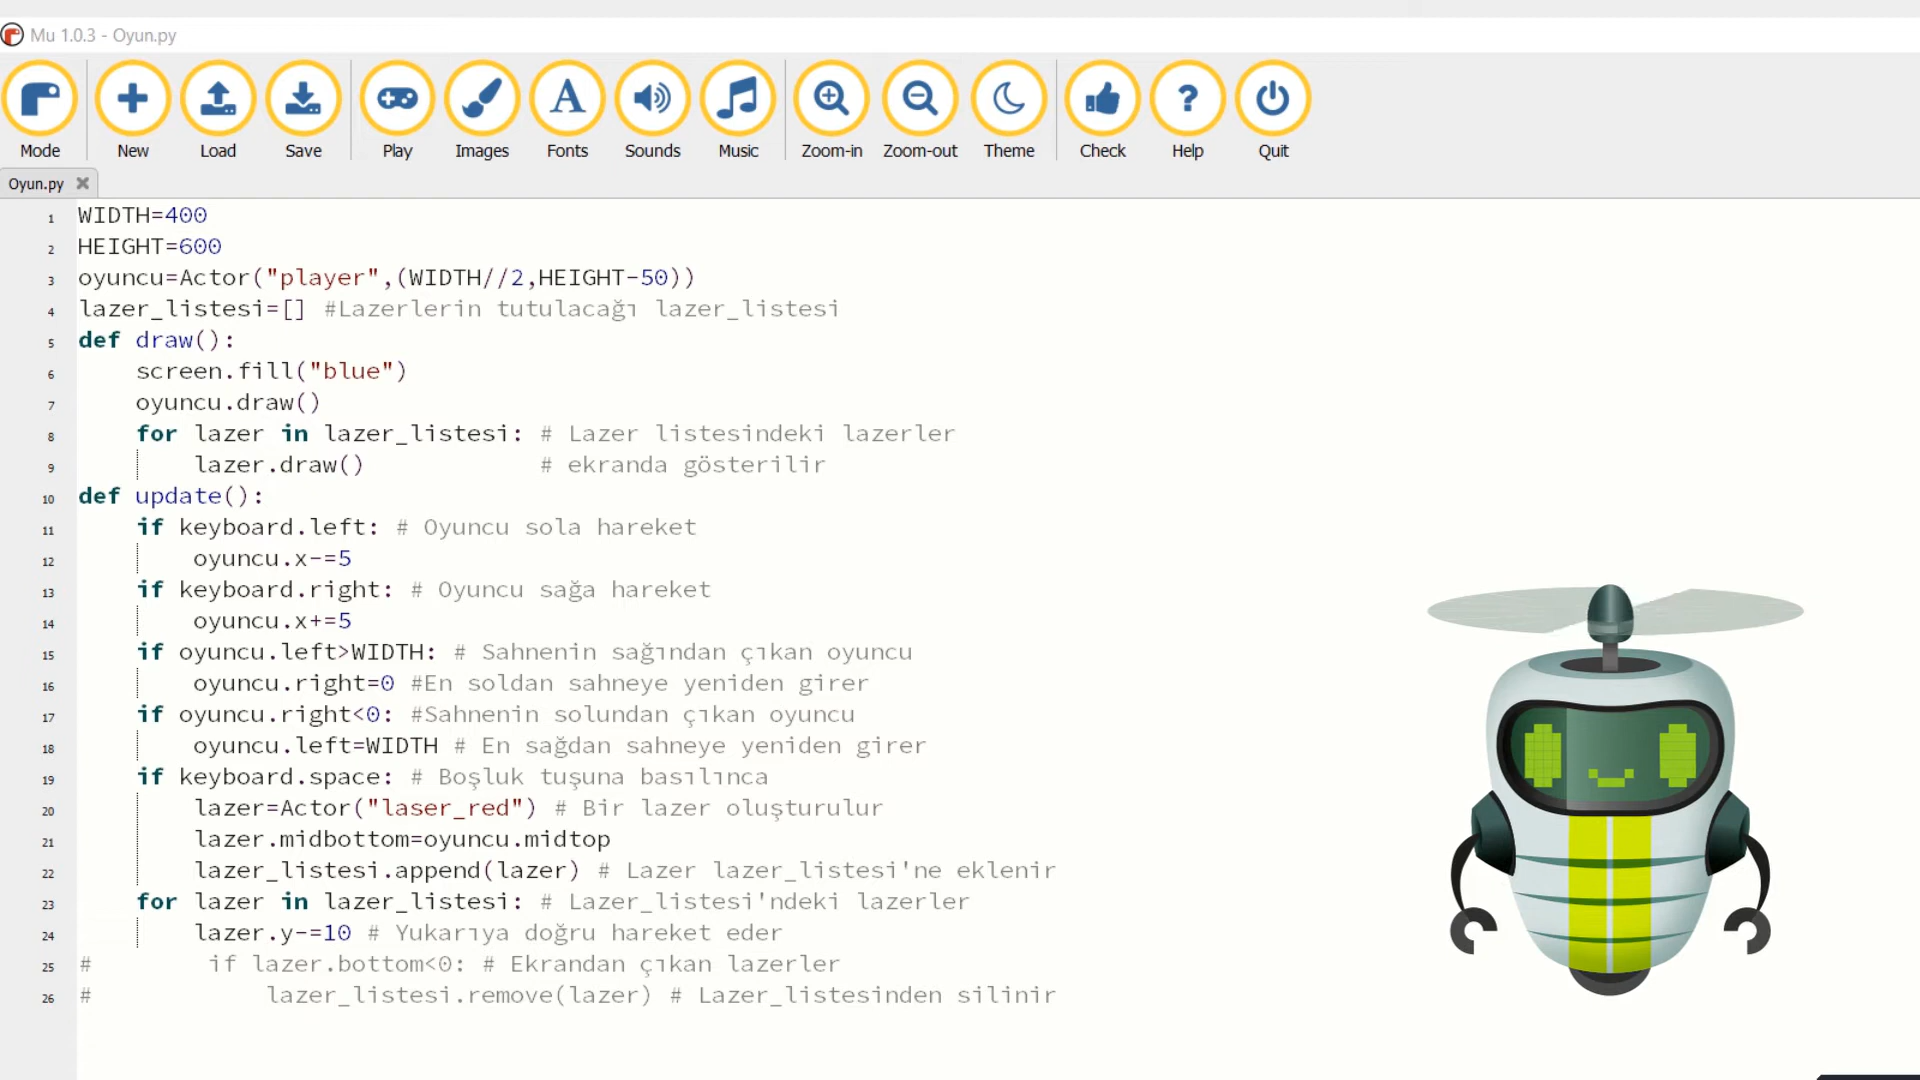 Mu 1.0.3 - Oyun.py
Mode New Load Save Play Images Fonts Sounds Music Zoom-in Zoom-out Theme Check Help Quit
Oyun.py
1 WIDTH=400
2 HEIGHT=600
3 oyuncu=Actor("player",(WIDTH//2,HEIGHT-50))
4 lazer_listesi=[] #Lazerlerin tutulacağı lazer_listesi
5 def draw():
6 screen.fill("blue")
7 oyuncu.draw()
8 for lazer in lazer_listesi: # Lazer listesindeki lazerler
9 lazer.draw() # ekranda gösterilir
10 def update():
11 if keyboard.left: # Oyuncu sola hareket
12 oyuncu.x-=5
13 if keyboard.right: # Oyuncu sağa hareket
14 oyuncu.x+=5
15 if oyuncu.left>WIDTH: # Sahnenin sağından çıkan oyuncu
16 oyuncu.right=0 #En soldan sahneye yeniden girer
17 if oyuncu.right<0: #Sahnenin solundan çıkan oyuncu
18 oyuncu.left=WIDTH # En sağdan sahneye yeniden girer
19 if keyboard.space: # Boşluk tuşuna basılınca
20 lazer=Actor("laser_red") # Bir lazer oluşturulur
21 lazer.midbottom=oyuncu.midtop
22 lazer_listesi.append(lazer) # Lazer lazer_listesi'ne eklenir
23 for lazer in lazer_listesi: # Lazer_listesi'ndeki lazerler
24 lazer.y-=10 # Yukarıya doğru hareket eder
25 # if lazer.bottom<0: # Ekrandan çıkan lazerler
26 # lazer_listesi.remove(lazer) # Lazer_listesinden silinir